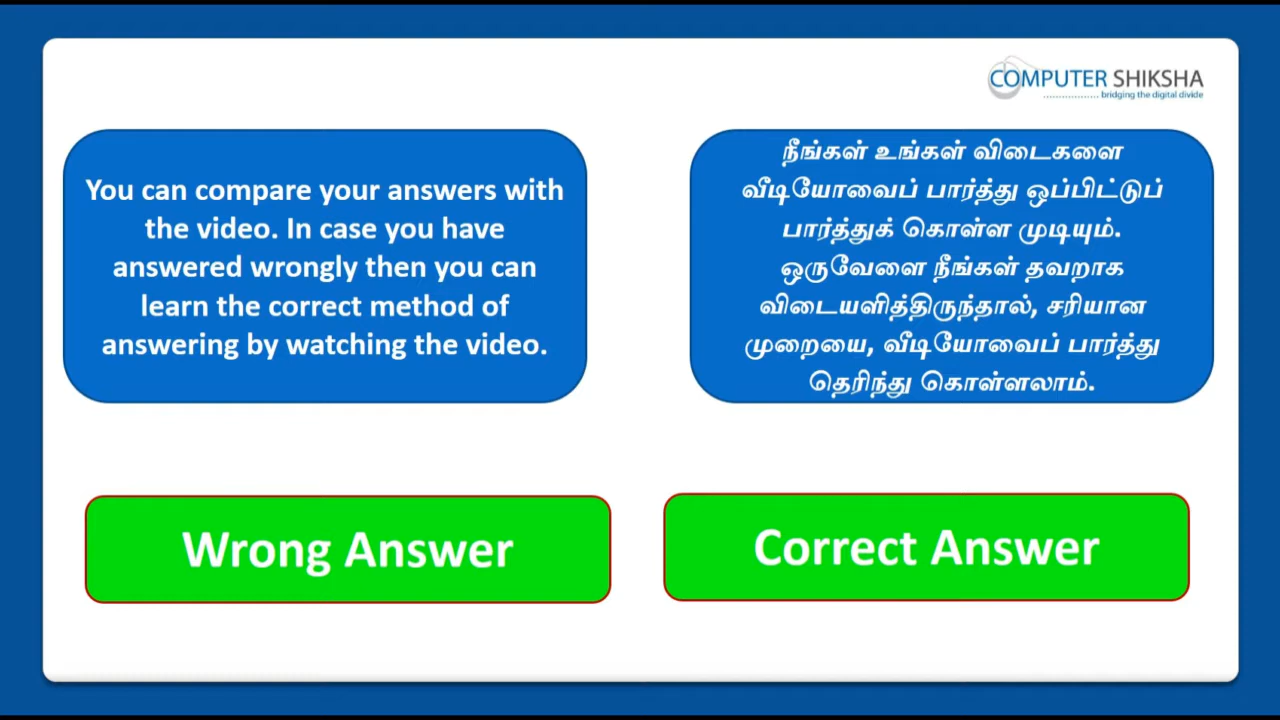 COMPUTER SHIKSHA
bridging the digital divide
You can compare your answers with
the video. In case you have
answered wrongly then you can
learn the correct method of
answering by watching the video.
நீங்கள் உங்கள் விடைகளை
வீடியோவைப் பார்த்து ஒப்பிட்டுப்
பார்த்துக் கொள்ள முடியும்.
ஒருவேளை நீங்கள் தவறாக
விடையளித்திருந்தால், சரியான
முறையை, வீடியோவைப் பார்த்து
தெரிந்து கொள்ளலாம்.
Wrong Answer
Correct Answer